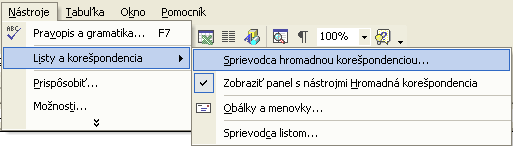 Nástroje Tabuľka Okno Pomocník
Pravopis a gramatika... F7
100%
Listy a korešpondencia
Sprievodca hromadnou korešpondenciou...
Prispôsobiť...
Zobraziť panel s nástrojmi Hromadná korešpondencia
Možnosti...
Obálky a menovky...
Sprievodca listom...